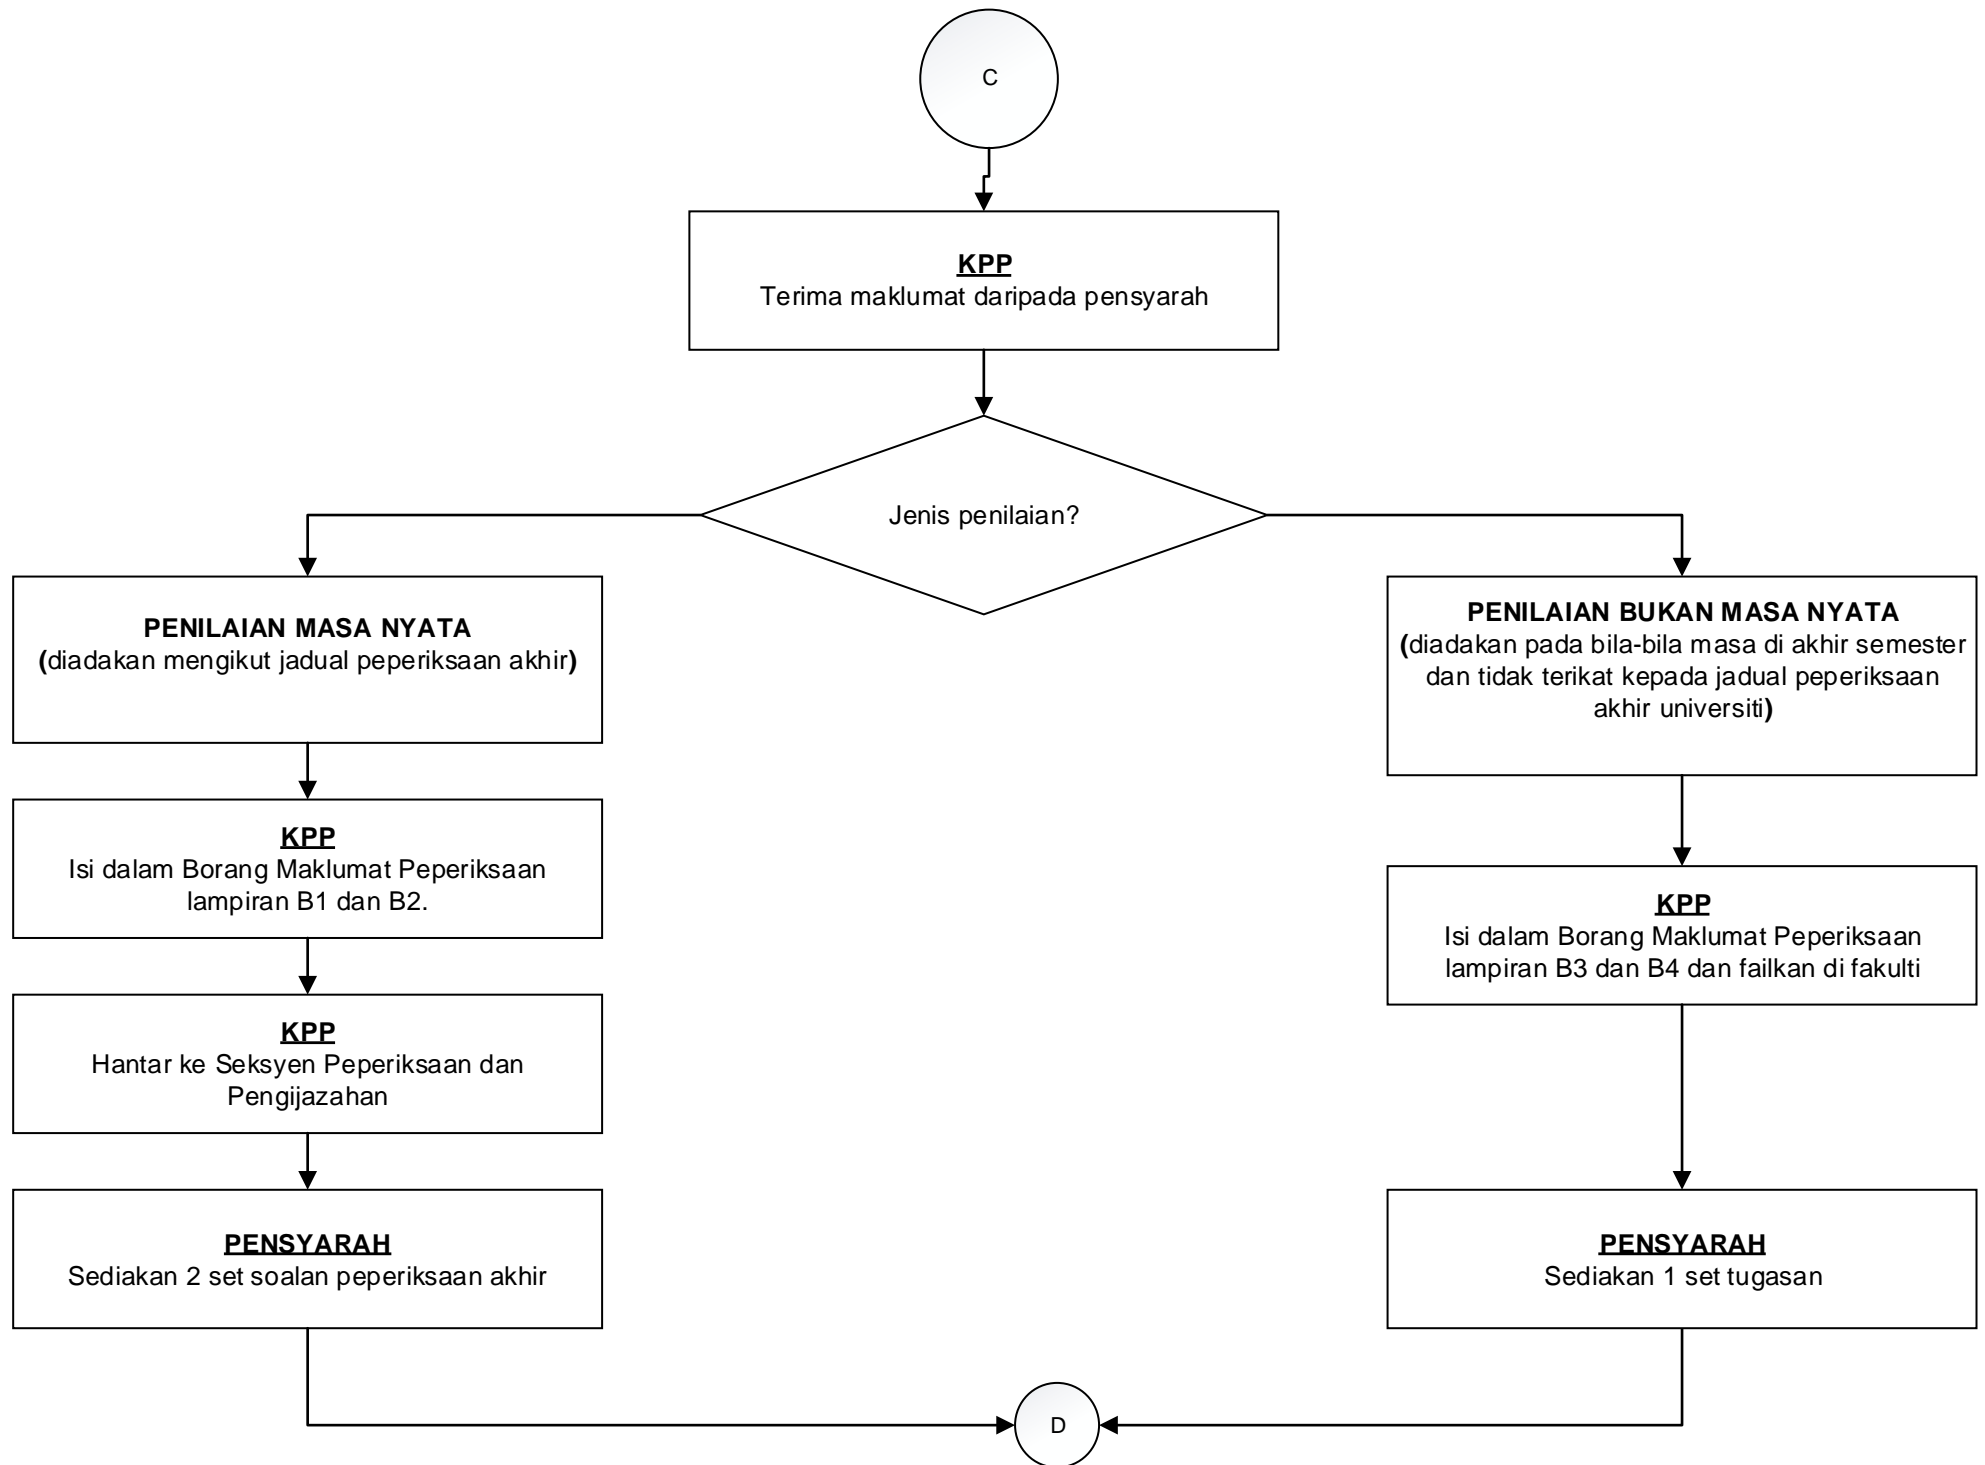 C
KPP
Terima maklumat daripada pensyarah
Jenis penilaian?
PENILAIAN MASA NYATA
(diadakan mengikut jadual peperiksaan akhir)
KPP
Isi dalam Borang Maklumat Peperiksaan
lampiran B1 dan B2.
KPP
Hantar ke Seksyen Peperiksaan dan
Pengijazahan
PENSYARAH
Sediakan 2 set soalan peperiksaan akhir
PENILAIAN BUKAN MASA NYATA
(diadakan pada bila-bila masa di akhir semester
dan tidak terikat kepada jadual peperiksaan
akhir universiti)
KPP
Isi dalam Borang Maklumat Peperiksaan
lampiran B3 dan B4 dan failkan di fakulti
PENSYARAH
Sediakan 1 set tugasan
D